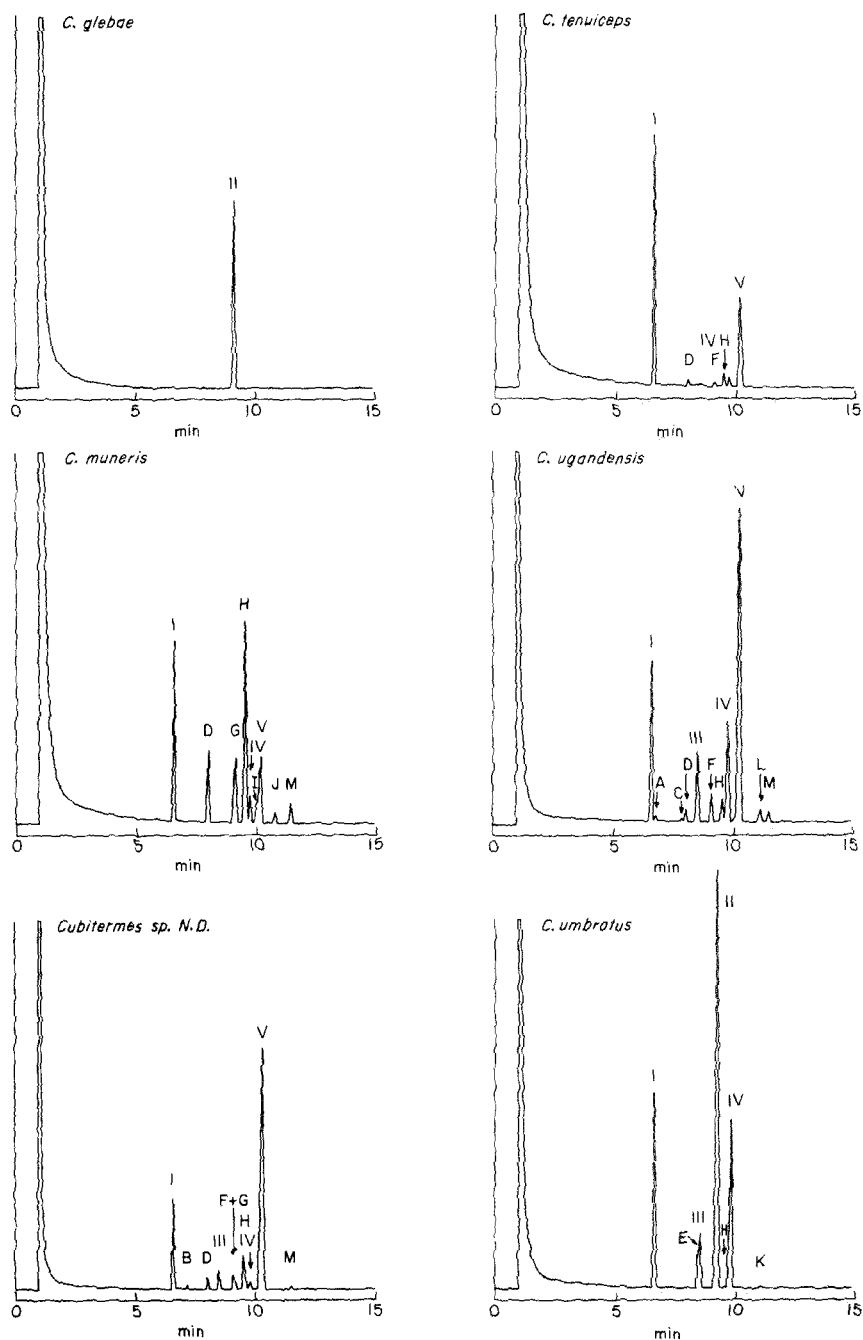 C. glebae
II
0 5 10 15
min
C. tenuiceps
I
V
IV H
D F
0 5 10 15
min
C. muneris
I
H
D G
V
IV
I
J M
0 5 10 15
min
C. ugandensis
V
I
IV
III
D F L
A C H M
0 5 10 15
min
Cubitermes sp. N.D.
V
I
F+G
H
III IV
B D M
0 5 10 15
min
C. umbratus
II
I
IV
III
E H
K
0 5 10 15
min